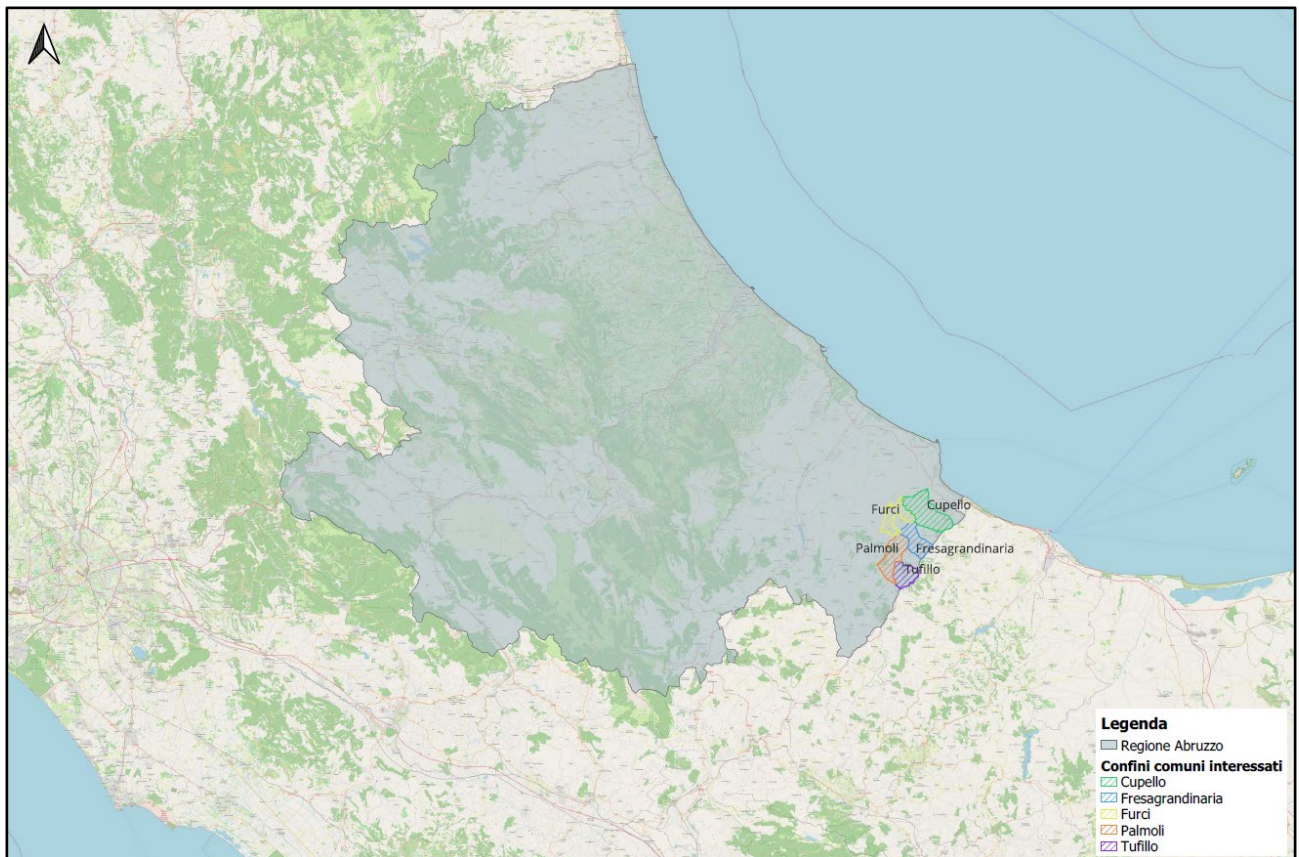 Furci
Cupello
Palmoli
Fresagrandinaria
Tufillo
Legenda
Regione Abruzzo
Confini comuni interessati
Cupello
Fresagrandinaria
Furci
Palmoli
Tufillo